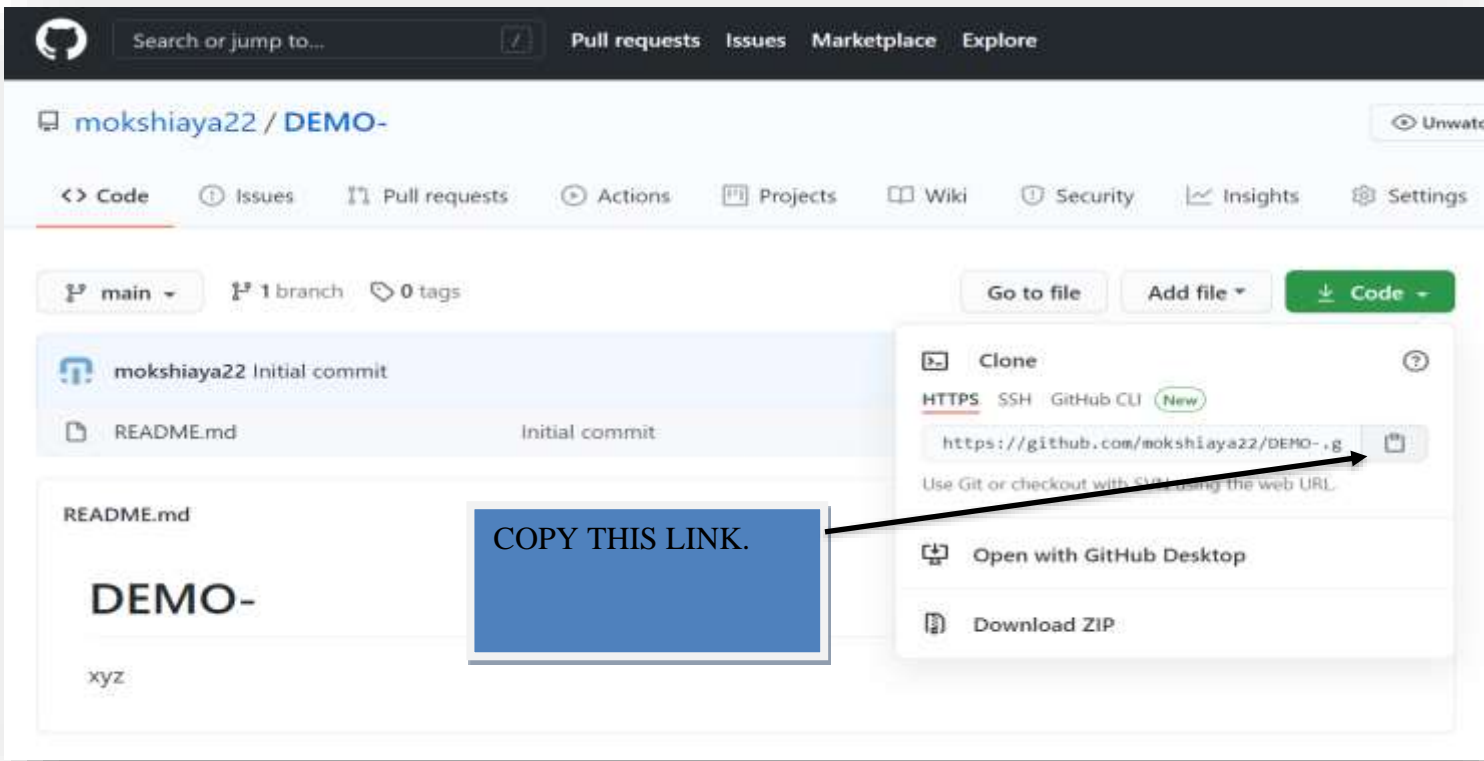 Search or jump to... /
Pull requests Issues Marketplace Explore
mokshiaya22 / DEMO-
Unwatc
<> Code Issues Pull requests Actions Projects Wiki Security Insights Settings
main 1 branch 0 tags
Go to file Add file Code
mokshiaya22 Initial commit
README.md Initial commit
Clone
HTTPS SSH GitHub CLI New
https://github.com/mokshiaya22/DEMO-.g
Use Git or checkout with SVN using the web URL.
Open with GitHub Desktop
Download ZIP
README.md
COPY THIS LINK.
DEMO-
xyz